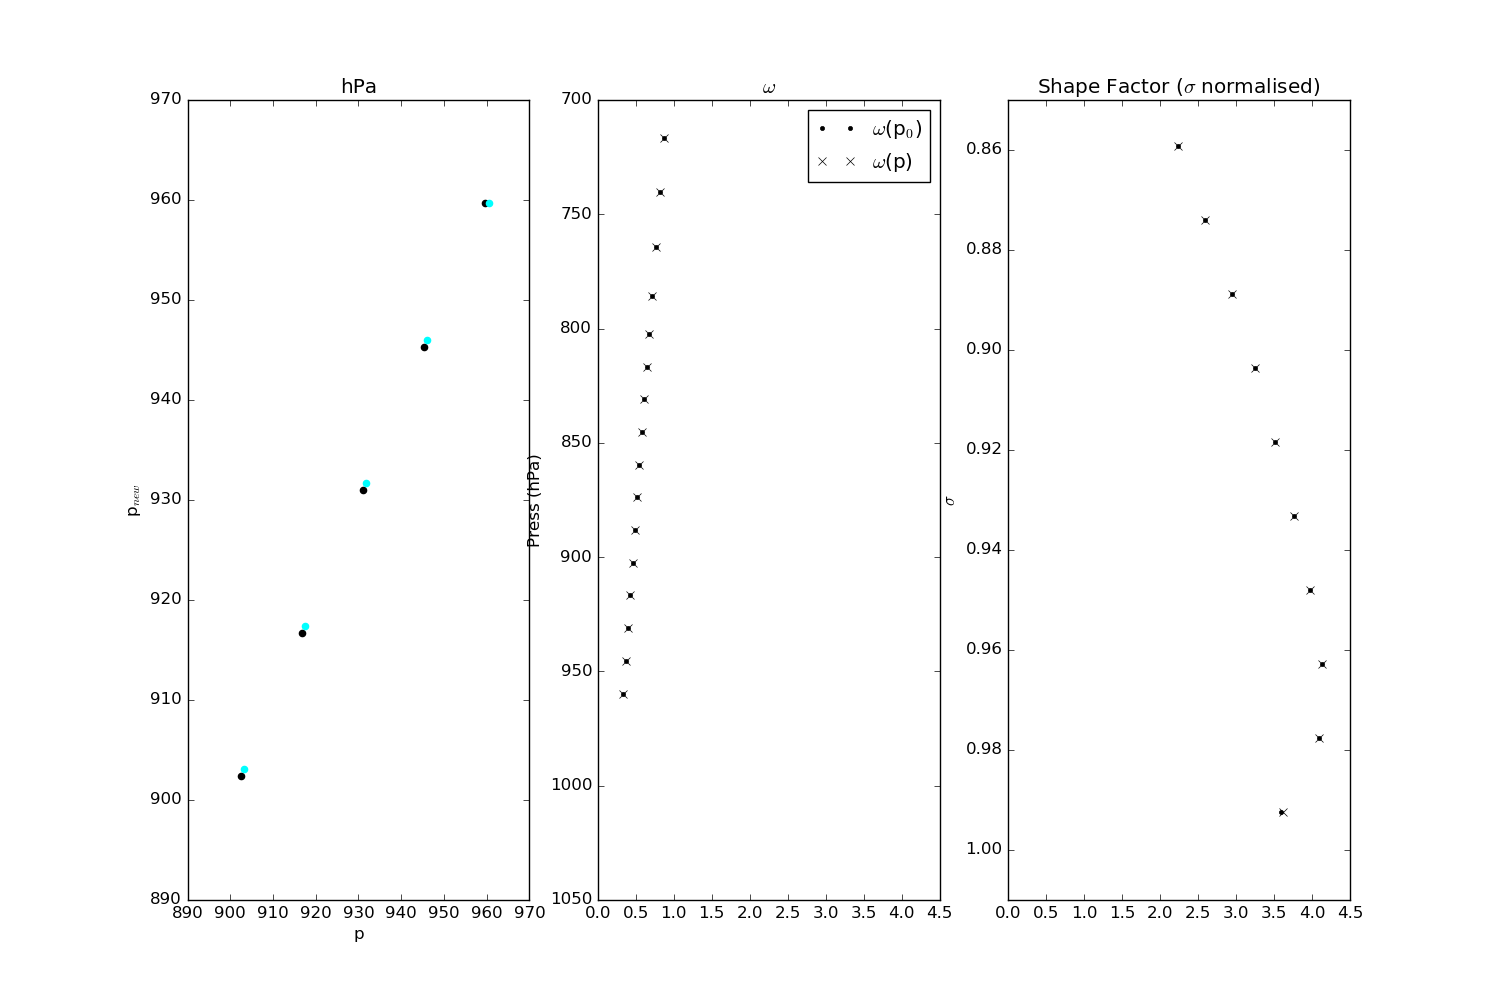 hPa
970
960
950
940
930
920
910
900
890
890 900 910 920 930 940 950 960 970
p
pₙₑw
ω
700
750
800
850
900
950
1000
1050
0.0 0.5 1.0 1.5 2.0 2.5 3.0 3.5 4.0 4.5
Press (hPa)
ω(p₀)
ω(p)
Shape Factor (σ normalised)
0.86
0.88
0.90
0.92
0.94
0.96
0.98
1.00
0.0 0.5 1.0 1.5 2.0 2.5 3.0 3.5 4.0 4.5
σ